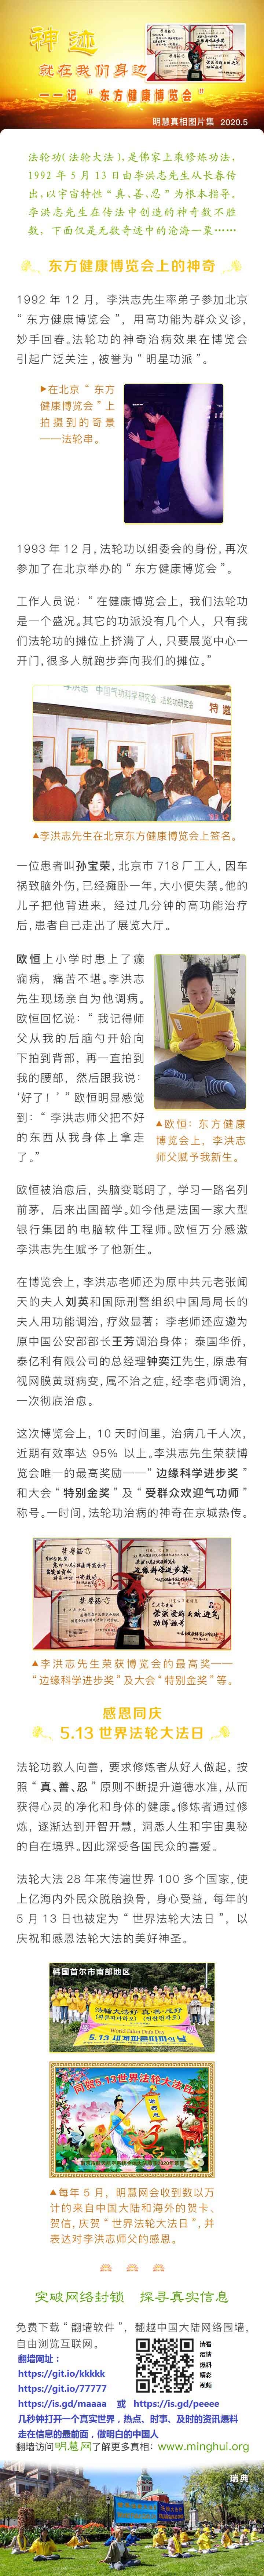 神迹
就在我们身边
——记“东方健康博览会”
明慧真相图片集 2020.5
法轮功(法轮大法),是佛家上乘修炼功法,
1992年5月13日由李洪志先生从长春传
出,以宇宙特性“真、善、忍”为根本指导。
李洪志先生在传法中创造的神奇数不胜
数,下面仅是无数奇迹中的沧海一粟……
东方健康博览会上的神奇
1992年12月,李洪志先生率弟子参加北京
“东方健康博览会”,用高功能为群众义诊,
妙手回春。法轮功的神奇治病效果在博览会
引起广泛关注,被誉为“明星功派”。
▶在北京“东方
健康博览会”上
拍摄到的奇景
——法轮串。
1993年12月,法轮功以组委会的身份,再次
参加了在北京举办的“东方健康博览会”。
工作人员说:“在健康博览会上,我们法轮功
是一个盛况。其它的功派没有几个人,只有我
们法轮功的摊位上挤满了人,只要展览中心一
开门,很多人就跑步奔向我们的摊位。”
中国气功科学研究会 法轮功研究会
特邀
▲李洪志先生在北京东方健康博览会上签名。
一位患者叫孙宝荣,北京市718厂工人,因车
祸致脑外伤,已经瘫卧一年,大小便失禁。他的
儿子把他背进来,经过几分钟的高功能治疗
后,患者自己走出了展览大厅。
欧恒上小学时患上了癫
痫病,痛苦不堪。李洪志
先生现场亲自为他调病。
欧恒回忆说:“我记得师
父从我的后脑勺开始向
下拍到背部,再一直拍到
我的腰部,然后跟我说:
‘好了!’”欧恒明显感觉
到:“李洪志师父把不好
的东西从我身体上拿走
了。”
▲欧恒:东方健康
博览会上,李洪志
师父赋予我新生。
欧恒被治愈后,头脑变聪明了,学习一路名列
前茅,后来出国留学。如今他是法国一家大型
银行集团的电脑软件工程师。欧恒万分感激
李洪志先生赋予了他新生。
在博览会上,李洪志老师还为原中共元老张闻
天的夫人刘英和国际刑警组织中国局局长的
夫人用功能调治,疗效显著;李老师还应邀为
原中国公安部部长王芳调治身体;泰国华侨,
泰亿利有限公司的总经理钟奕江先生,原患有
视网膜黄斑病变,属不治之症,经李老师调治,
一次彻底治愈。
这次博览会上,10天时间里,治病几千人次,
近期有效率达95%以上。李洪志先生荣获博
览会唯一的最高奖励——“边缘科学进步奖”
和大会“特别金奖”及“受群众欢迎气功师”
称号。一时间,法轮功治病的神奇在京城热传。
▲李洪志先生荣获博览会的最高奖——
“边缘科学进步奖”及大会“特别金奖”等。
感恩同庆
5.13世界法轮大法日
法轮功教人向善,要求修炼者从好人做起,按
照“真、善、忍”原则不断提升道德水准,从而
获得心灵的净化和身体的健康。修炼者通过修
炼,逐渐达到开智开慧,洞悉人生和宇宙奥秘
的自在境界。因此深受各国民众的喜爱。
法轮大法28年来传遍世界100多个国家,使
上亿海内外民众脱胎换骨,身心受益,每年的
5月13日也被定为“世界法轮大法日”,以
庆祝和感恩法轮大法的美好神圣。
韩国首尔市南部地区
法轮大法好 真·善·忍好
World Falun Dafa Day
5.13 세계파룬따파의날
同贺5.13世界法轮大法日
▲每年5月,明慧网会收到数以万
计的来自中国大陆和海外的贺卡、
贺信,庆贺“世界法轮大法日”,并
表达对李洪志师父的感恩。
突破网络封锁 探寻真实信息
免费下载“翻墙软件”,翻越中国大陆网络围墙,
自由浏览互联网。
翻墙网址:
https://git.io/kkkkk
https://git.io/77777
https://is.gd/maaaa 或 https://is.gd/peeee
请看
疫情
爆料
精彩
视频
几秒钟打开一个真实世界,热点、时事、及时的资讯爆料
走在信息的最前面,做明白的中国人
翻墙访问明慧网了解更多真相:www.minghui.org
瑞典